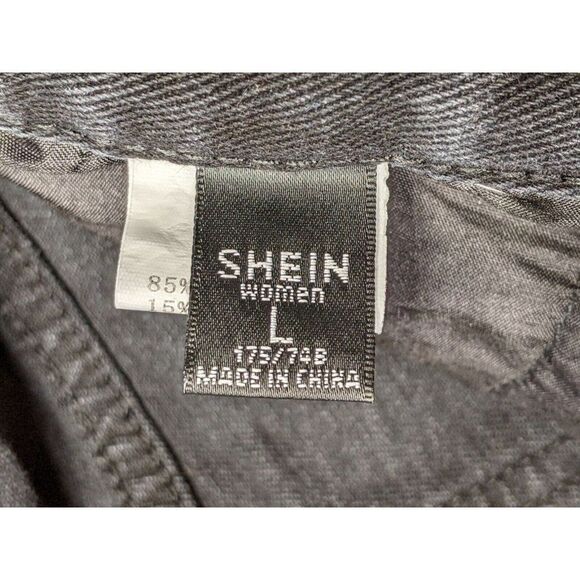 SHEIN
women
L
175/74B
MADE IN CHINA
85%
15%